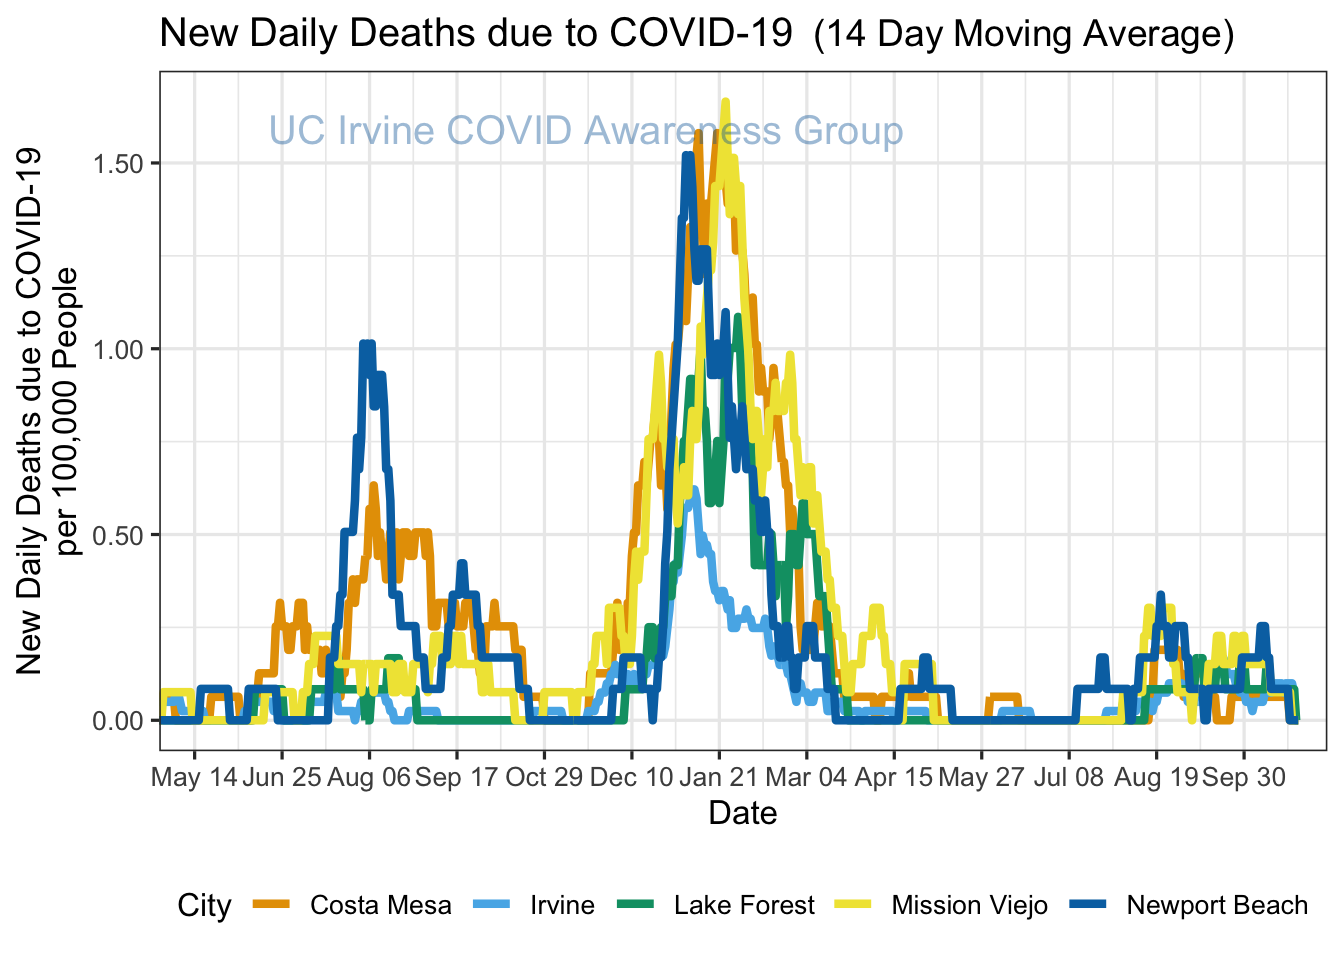 New Daily Deaths due to COVID-19 (14 Day Moving Average)
UC Irvine COVID Awareness Group
New Daily Deaths due to COVID-19
per 100,000 People
1.50
1.00
0.50
0.00
May 14 Jun 25 Aug 06 Sep 17 Oct 29 Dec 10 Jan 21 Mar 04 Apr 15 May 27 Jul 08 Aug 19 Sep 30
Date
City Costa Mesa Irvine Lake Forest Mission Viejo Newport Beach